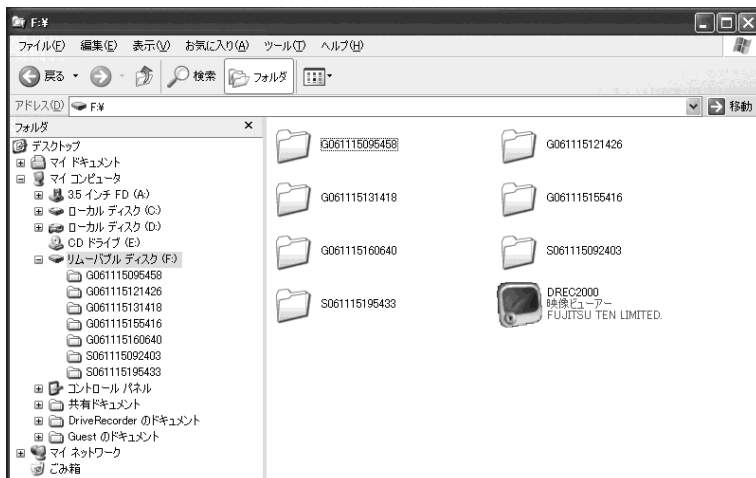 F:¥
ファイル(F) 編集(E) 表示(V) お気に入り(A) ツール(T) ヘルプ(H)
戻る 検索 フォルダ
アドレス(D) F:¥ 移動
フォルダ ×
デスクトップ
マイ ドキュメント
マイ コンピュータ
3.5 インチ FD (A:)
ローカル ディスク (C:)
ローカル ディスク (D:)
CD ドライブ (E:)
リムーバブル ディスク (F:)
G061115095458
G061115121426
G061115131418
G061115155416
G061115160640
S061115092403
S061115195433
コントロール パネル
共有ドキュメント
DriveRecorder のドキュメント
Guest のドキュメント
マイ ネットワーク
ごみ箱
G061115095458
G061115121426
G061115131418
G061115155416
G061115160640
S061115092403
S061115195433
DREC2000
映像ビューアー
FUJITSU TEN LIMITED.